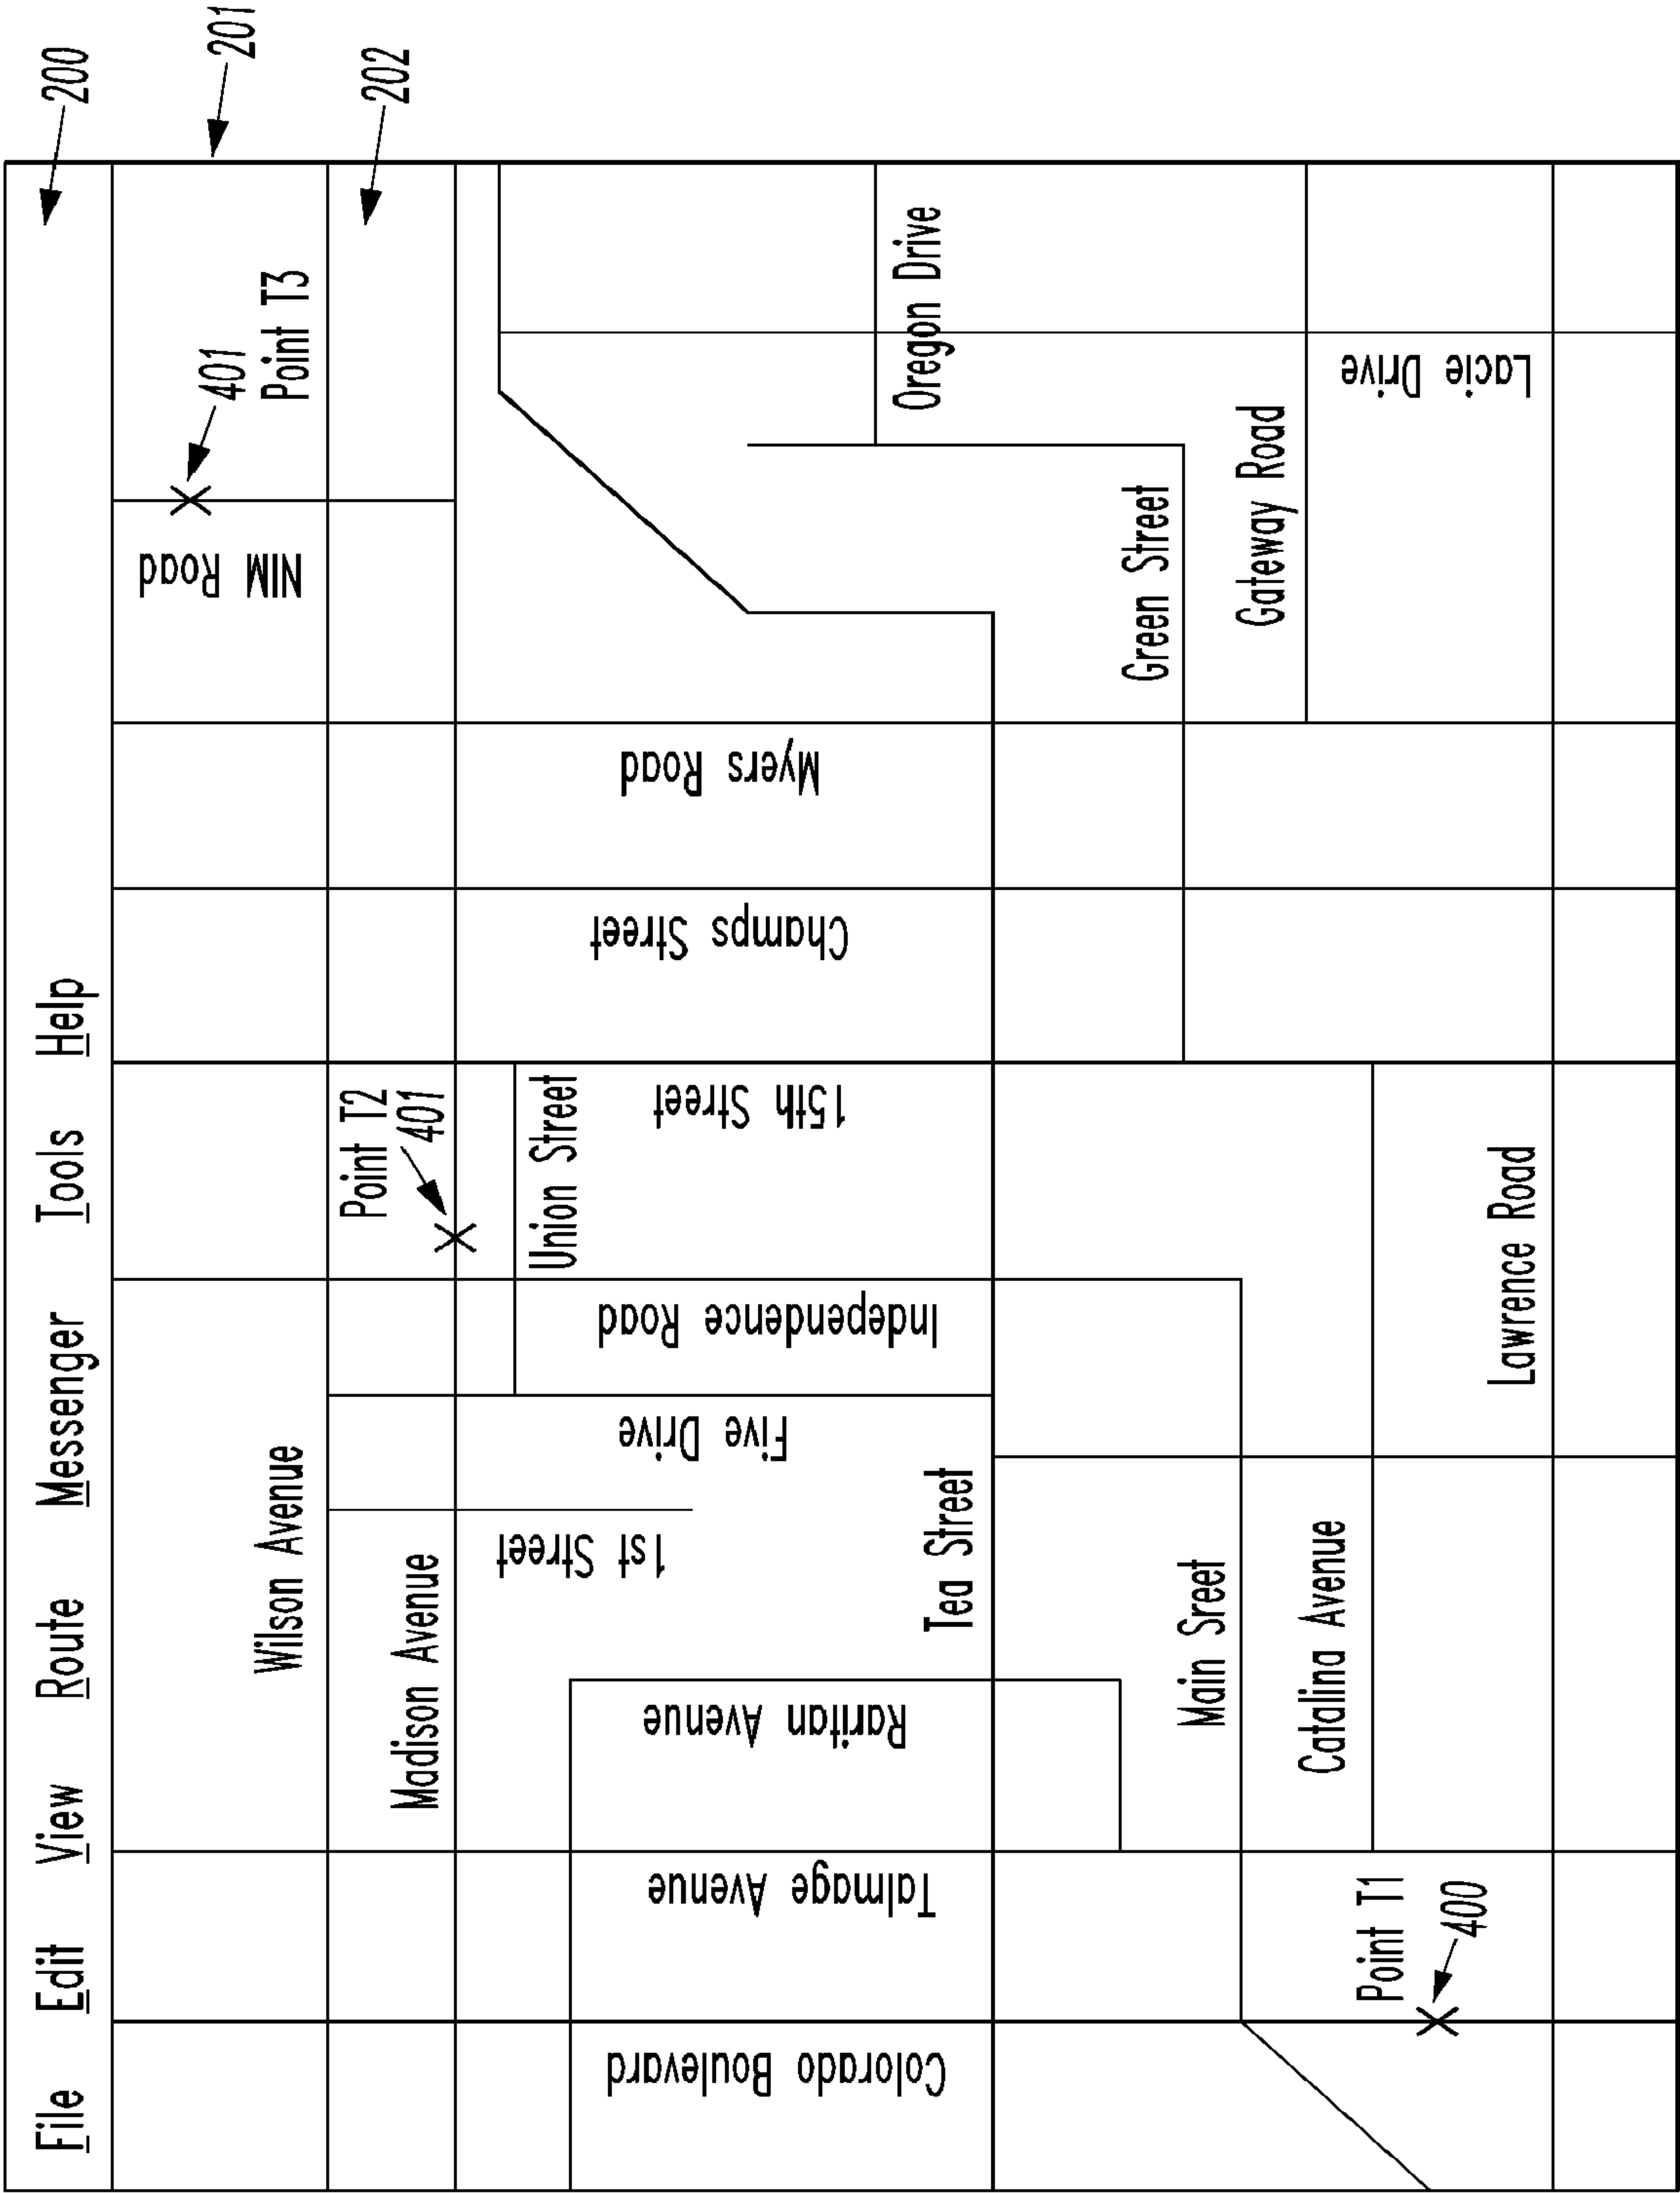 200
201
202
File Edit View Route Messenger Tools Help
401
Point T3
NIM Road
Wilson Avenue
Point T2
401
Madison Avenue
Union Street
1st Street
Five Drive
Independence Road
15th Street
Champs Street
Myers Road
Oregon Drive
Raritan Avenue
Talmage Avenue
Colorado Boulevard
Tea Street
Green Street
Main Sreet
Gateway Road
Catalina Avenue
Lacie Drive
Point T1
400
Lawrence Road